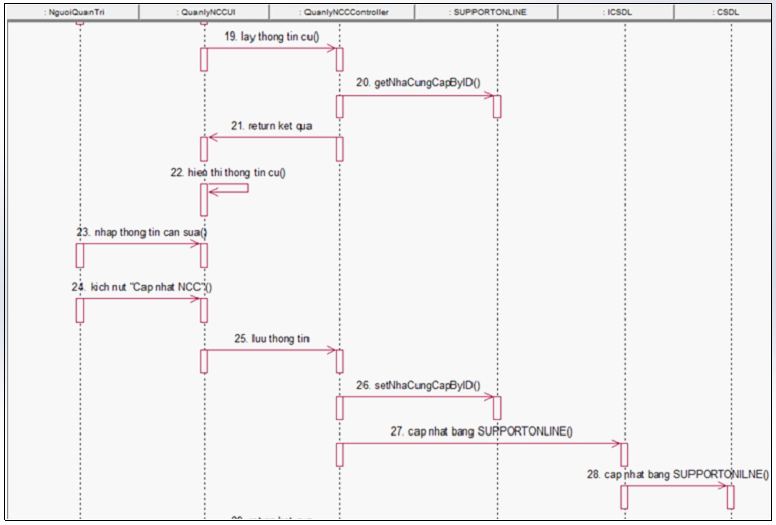 : NguoiQuanTri
: QuanlyNCCUI
: QuanlyNCCController
: SUPIPORTONLINE
: ICSDL
: CSDL
19. lay thong tin cu()
20. getNhaCungCapByID()
21. return ket qua
22. hien thi thong tin cu()
23. nhap thong tin can sua()
24. kich nut "Cap nhat NCC"()
25. luu thong tin
26. setNhaCungCapByID()
27. cap nhat bang SUPPORTONLINE()
28. cap nhat bang SUPPORTONILNE()